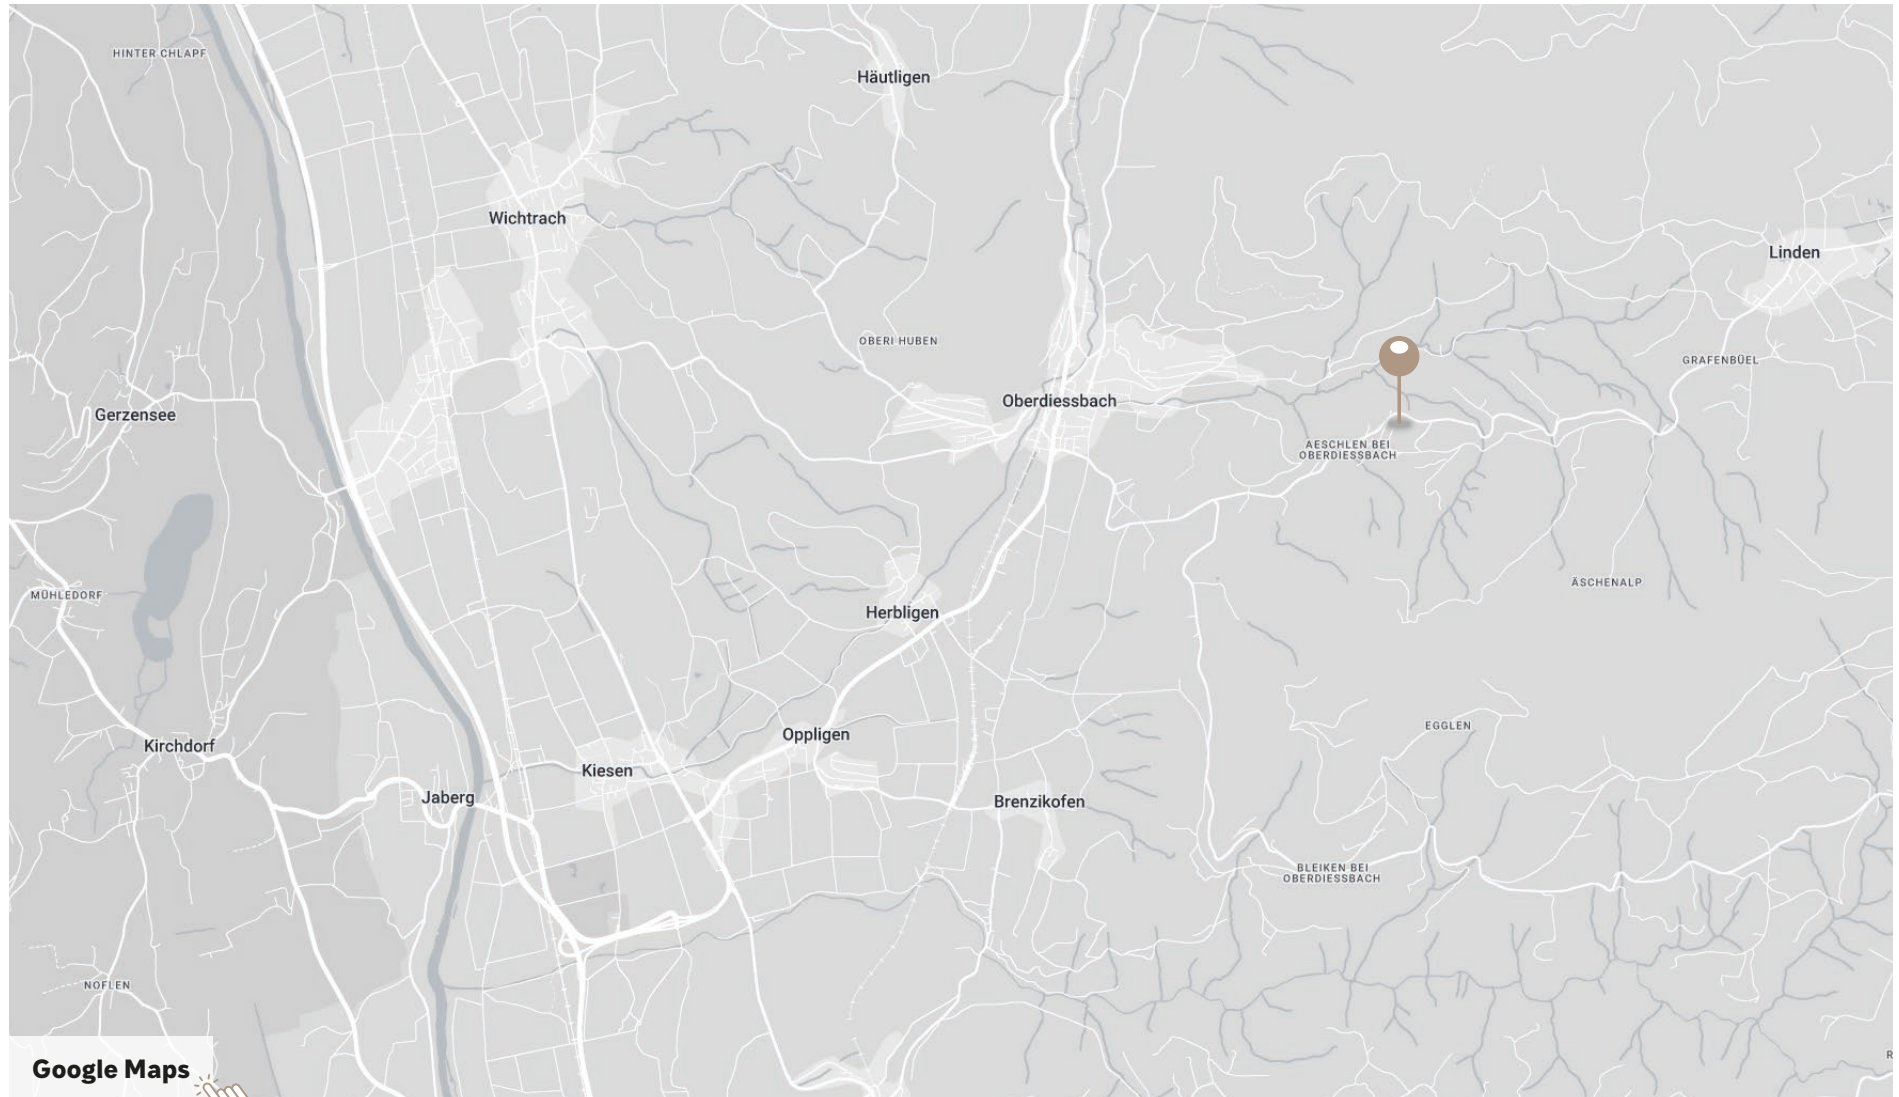 HINTER CHLAPF
Häutligen
Wichtrach
Linden
OBERI HUBEN
GRAFENBÜEL
Gerzensee
Oberdiessbach
AESCHLEN BEI
OBERDIESSBACH
ÄSCHENALP
MÜHLEDORF
Herbligen
EGGLEN
Oppligen
Kirchdorf
Kiesen
Jaberg
Brenzikofen
BLEIKEN BEI
OBERDIESSBACH
NOFLEN
R
Google Maps